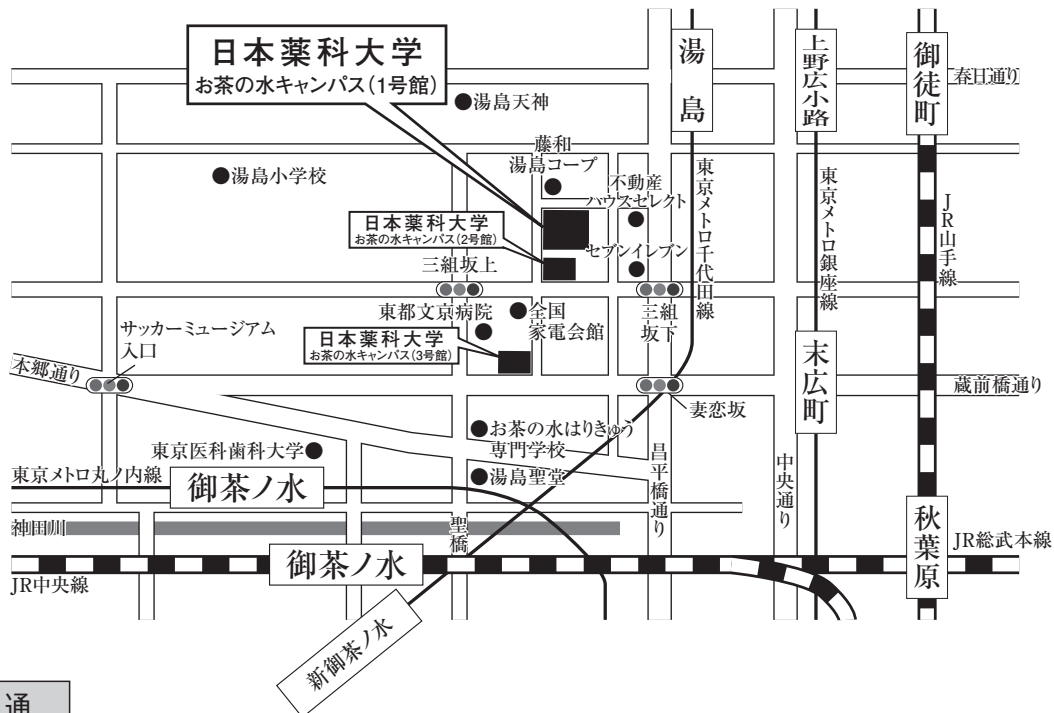 日本薬科大学
お茶の水キャンパス(1号館)
湯島
上野広小路
御徒町
春日通り
湯島天神
藤和
湯島コープ
湯島小学校
不動産
ハウスセレクト
東京メトロ千代田線
東京メトロ銀座線
JR山手線
日本薬科大学
お茶の水キャンパス(2号館)
セブンイレブン
三組坂上
東都文京病院
全国
家電会館
三組
坂下
サッカーミュージアム
入口
日本薬科大学
お茶の水キャンパス(3号館)
末広町
本郷通り
蔵前橋通り
妻恋坂
お茶の水はりきゅう
専門学校
東京医科歯科大学
湯島聖堂
昌平橋通り
中央通り
東京メトロ丸ノ内線
御茶ノ水
神田川
聖橋
秋葉原
JR総武本線
御茶ノ水
JR中央線
新御茶ノ水
通